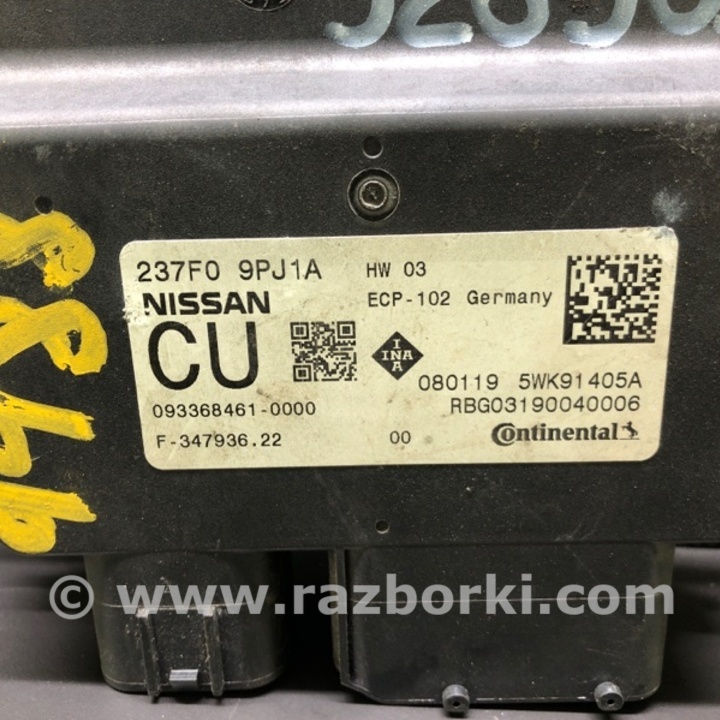 237F0 9PJ1A HW 03
NISSAN ECP-102 Germany
CU
I
INA
A
080119 5WK91405A
093368461-0000 RBG03190040006
F-347936.22 00 Continental
© www.razborki.com